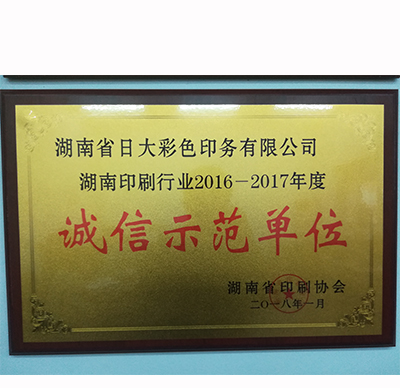 湖南省日大彩色印务有限公司
湖南印刷行业2016-2017年度
诚信示范单位
湖南省印刷协会
二〇一八年一月